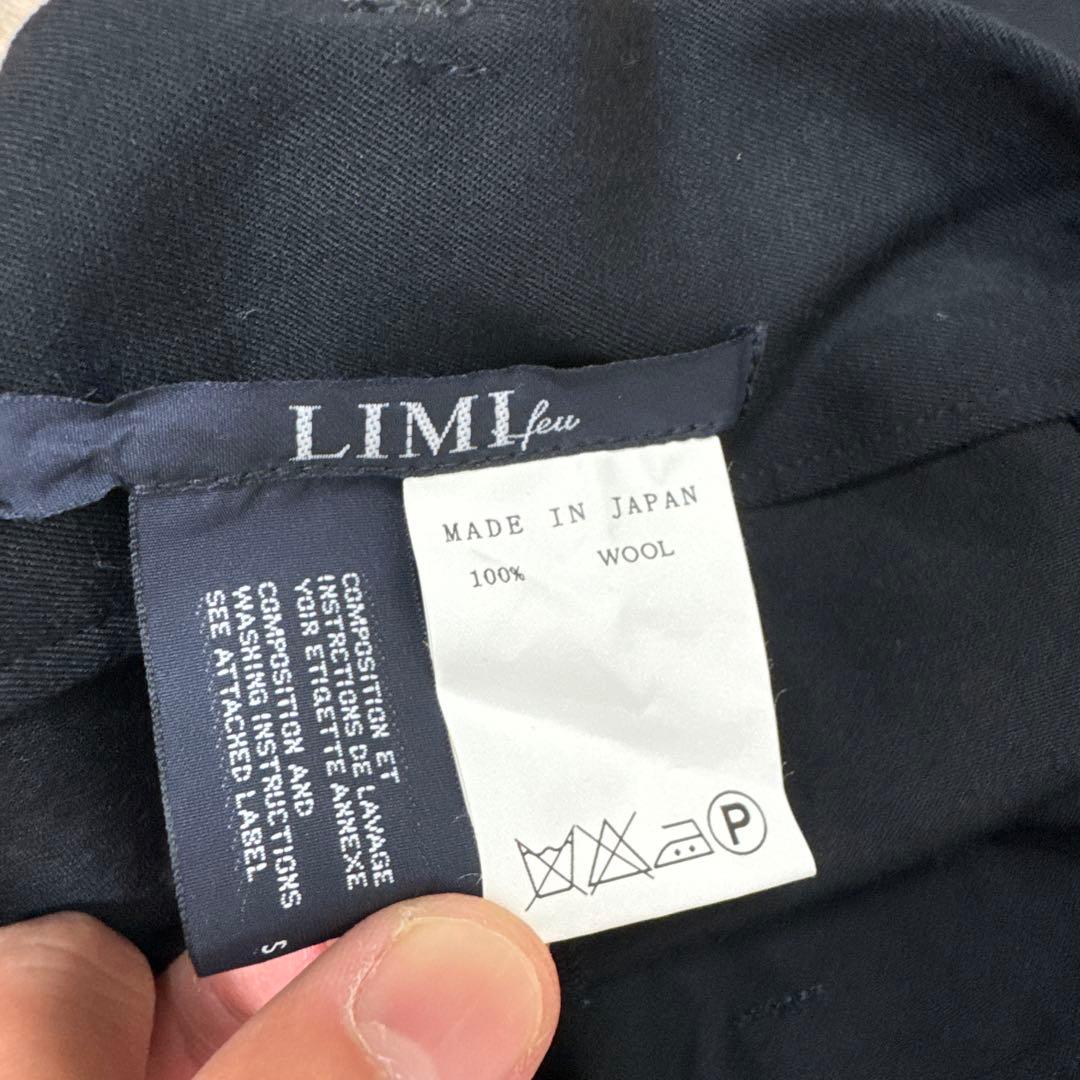 LIMI feu
MADE IN JAPAN
100% WOOL
COMPOSITION ET
INSTRCTIONS DE LAVAGE
VOIR ETIGETTE ANNEXE
COMPOSITION AND
WASHING INSTRUCTIONS
SEE ATTACHED LABEL
S
P